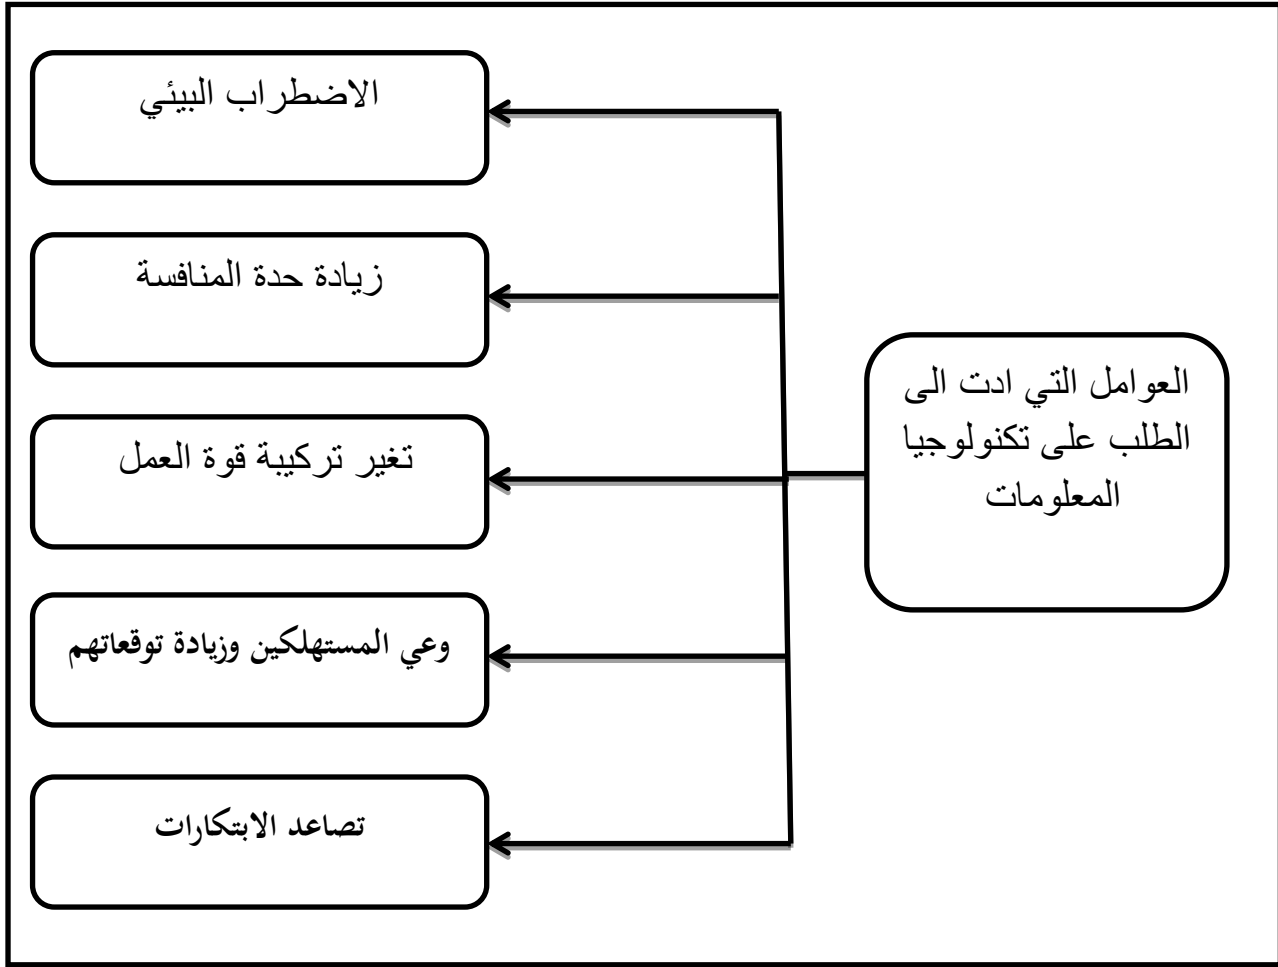 العوامل التي ادت الى
الطلب على تكنولوجيا
المعلومات
الاضطراب البيئي
زيادة حدة المنافسة
تغير تركيبة قوة العمل
وعي المستهلكين وزيادة توقعاتهم
تصاعد الابتكارات